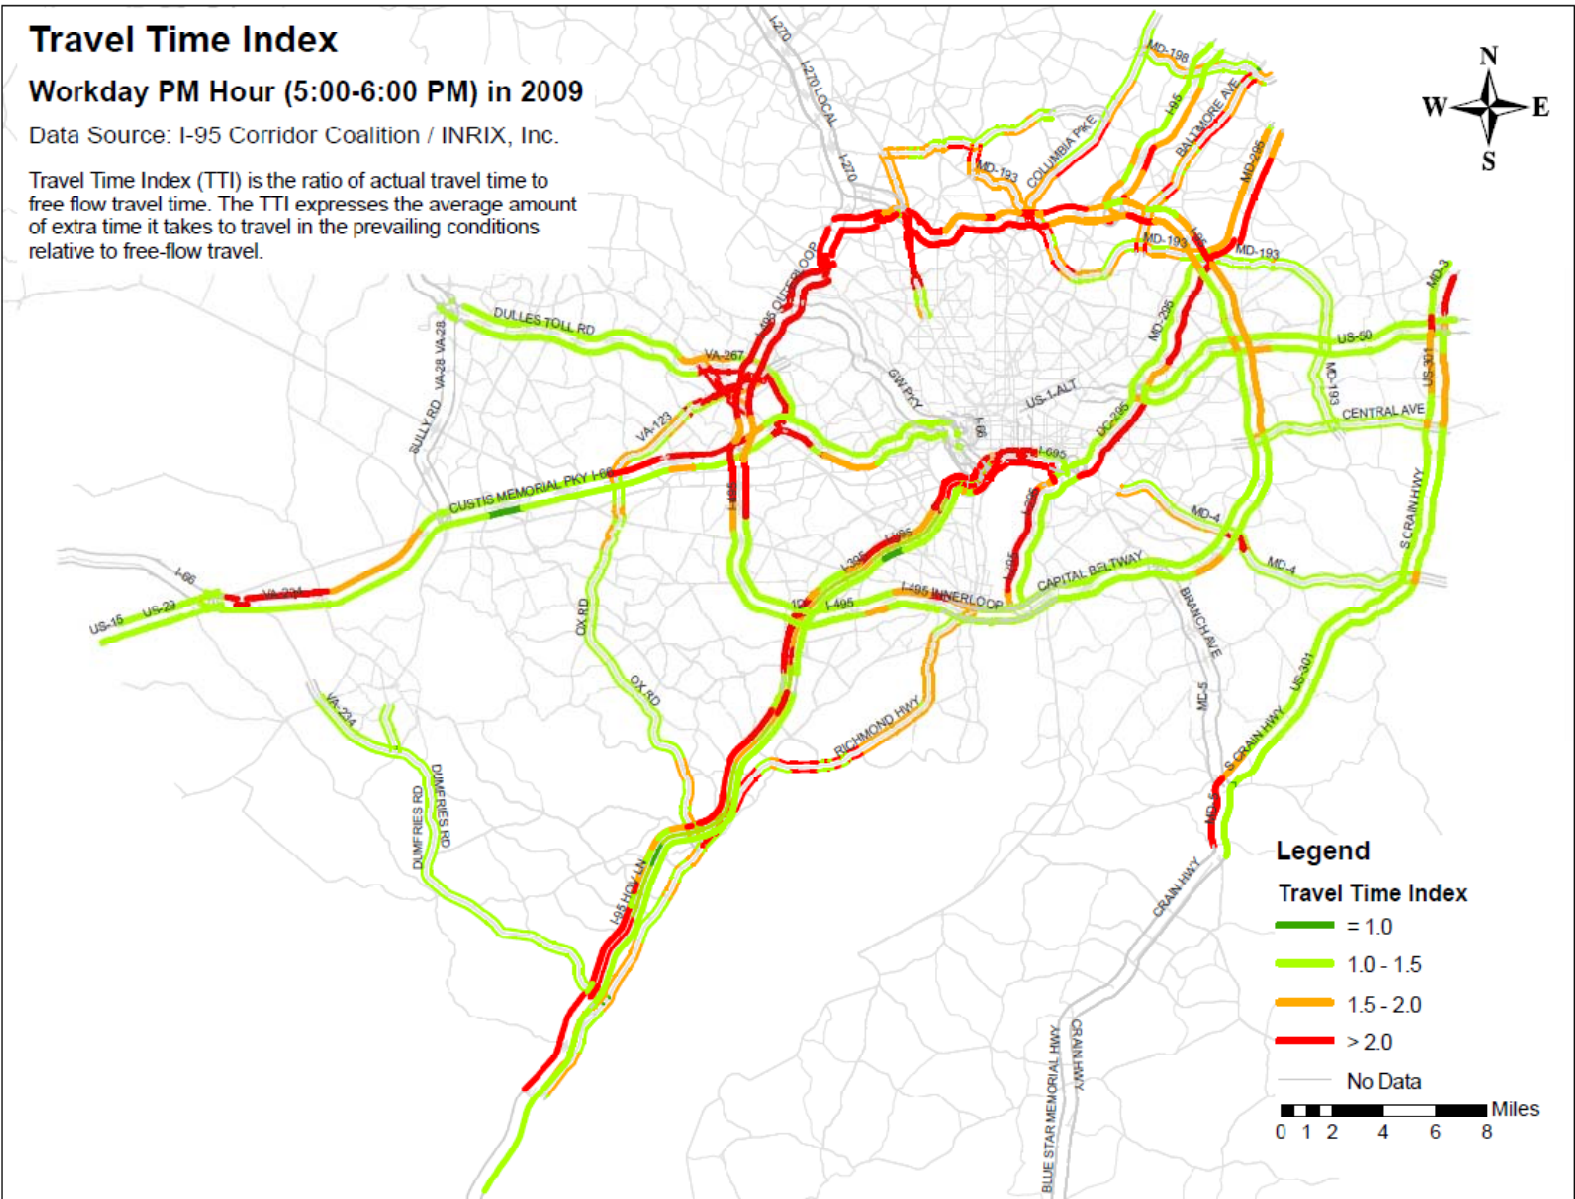 Travel Time Index
Workday PM Hour (5:00-6:00 PM) in 2009
Data Source: I-95 Corridor Coalition / INRIX, Inc.
Travel Time Index (TTI) is the ratio of actual travel time to
free flow travel time. The TTI expresses the average amount
of extra time it takes to travel in the prevailing conditions
relative to free-flow travel.
N
W
E
S
I-270
I-270 LOCAL
I-270
MD-198
I-95
BALTIMORE AVE
COLUMBIA PIKE
MD-193
MD-295
I-495 OUTERLOOP
MD-193
I-95
MD-193
MD-3
DULLES TOLL RD
VA-28
VA-28
VA-267
MD-295
US-50
US-301
GW PKY
US-1 ALT
MD-193
CENTRAL AVE
SULLY RD
VA-123
I-66
DC-295
I-695
CUSTIS MEMORIAL PKY I-66
I-495
I-295
MD-4
S CRAIN HWY
I-395
I-395
I-295
CAPITAL BELTWAY
MD-4
I-66
VA-234
US-29
US-15
I-495
I-495 INNERLOOP
OX RD
BRANCH AVE
OX RD
US-301
MD-5
VA-234
RICHMOND HWY
S CRAIN HWY
DUMFRIES RD
DUMFRIES RD
MD-5
I-95 HOV LN
CRAIN HWY
BLUE STAR MEMORIAL HWY
CRAIN HWY
Legend
Travel Time Index
= 1.0
1.0 - 1.5
1.5 - 2.0
> 2.0
No Data
Miles
0 1 2 4 6 8